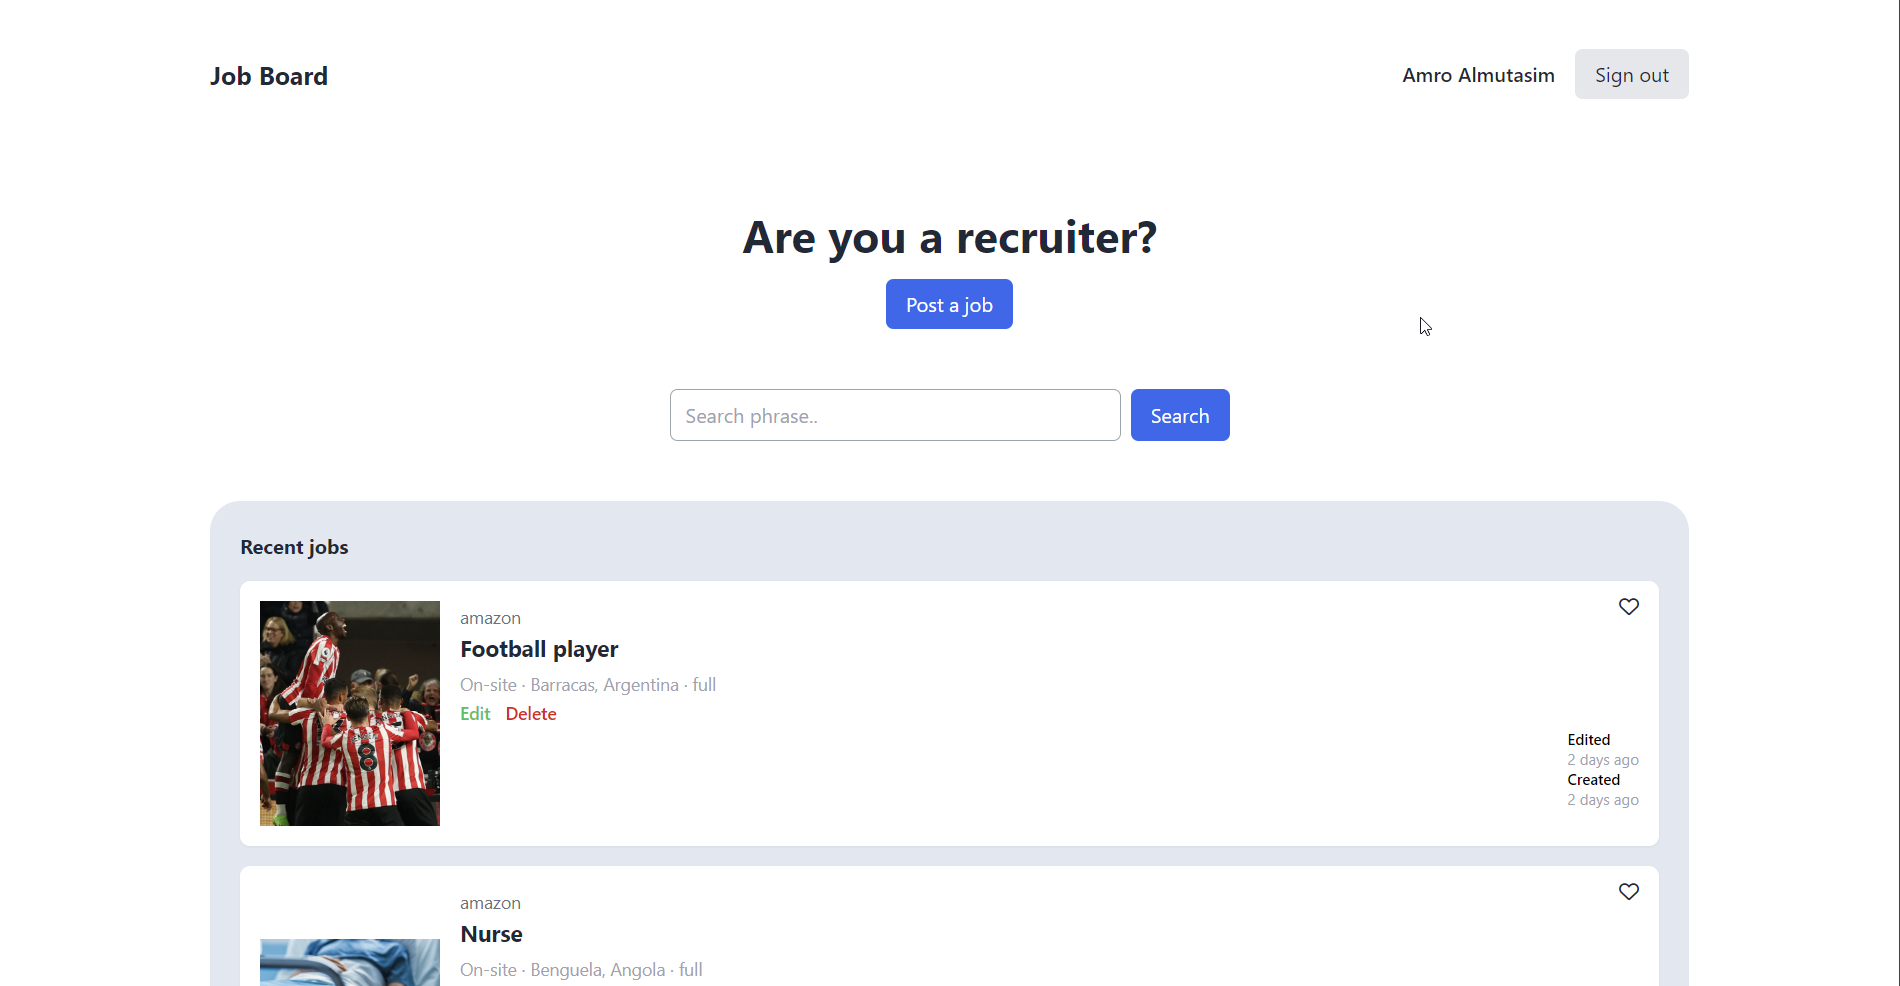 Job Board
Amro Almutasim
Sign out
Are you a recruiter?
Post a job
Search phrase..
Search
Recent jobs
amazon
Football player
On-site · Barracas, Argentina · full
Edit Delete
8
Edited
2 days ago
Created
2 days ago
amazon
Nurse
On-site · Benguela, Angola · full